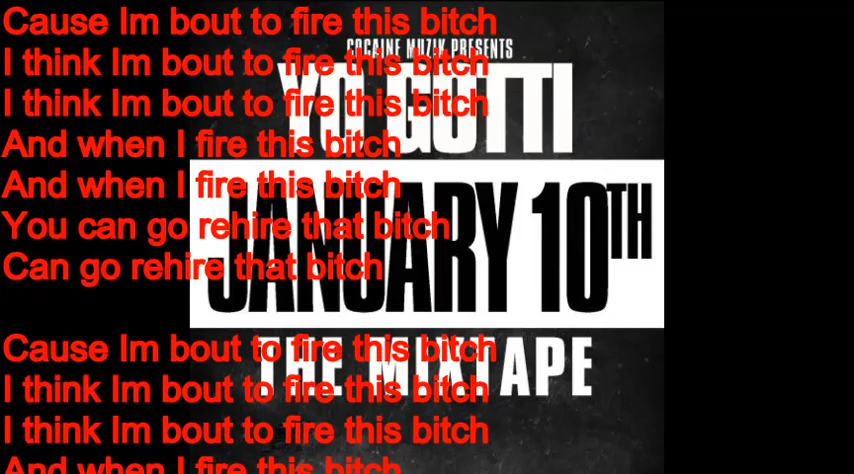 Cause Im bout to fire this bitch
COCAINE MUZIK PRESENTS
I think Im bout to fire this bitch
YO GOTTI
I think Im bout to fire this bitch
And when I fire this bitch
And when I fire this bitch
You can go rehire that bitch
JANUARY 10TH
Can go rehire that bitch
Cause Im bout to fire this bitch
THE MIXTAPE
I think Im bout to fire this bitch
I think Im bout to fire this bitch
And when I fire this bitch